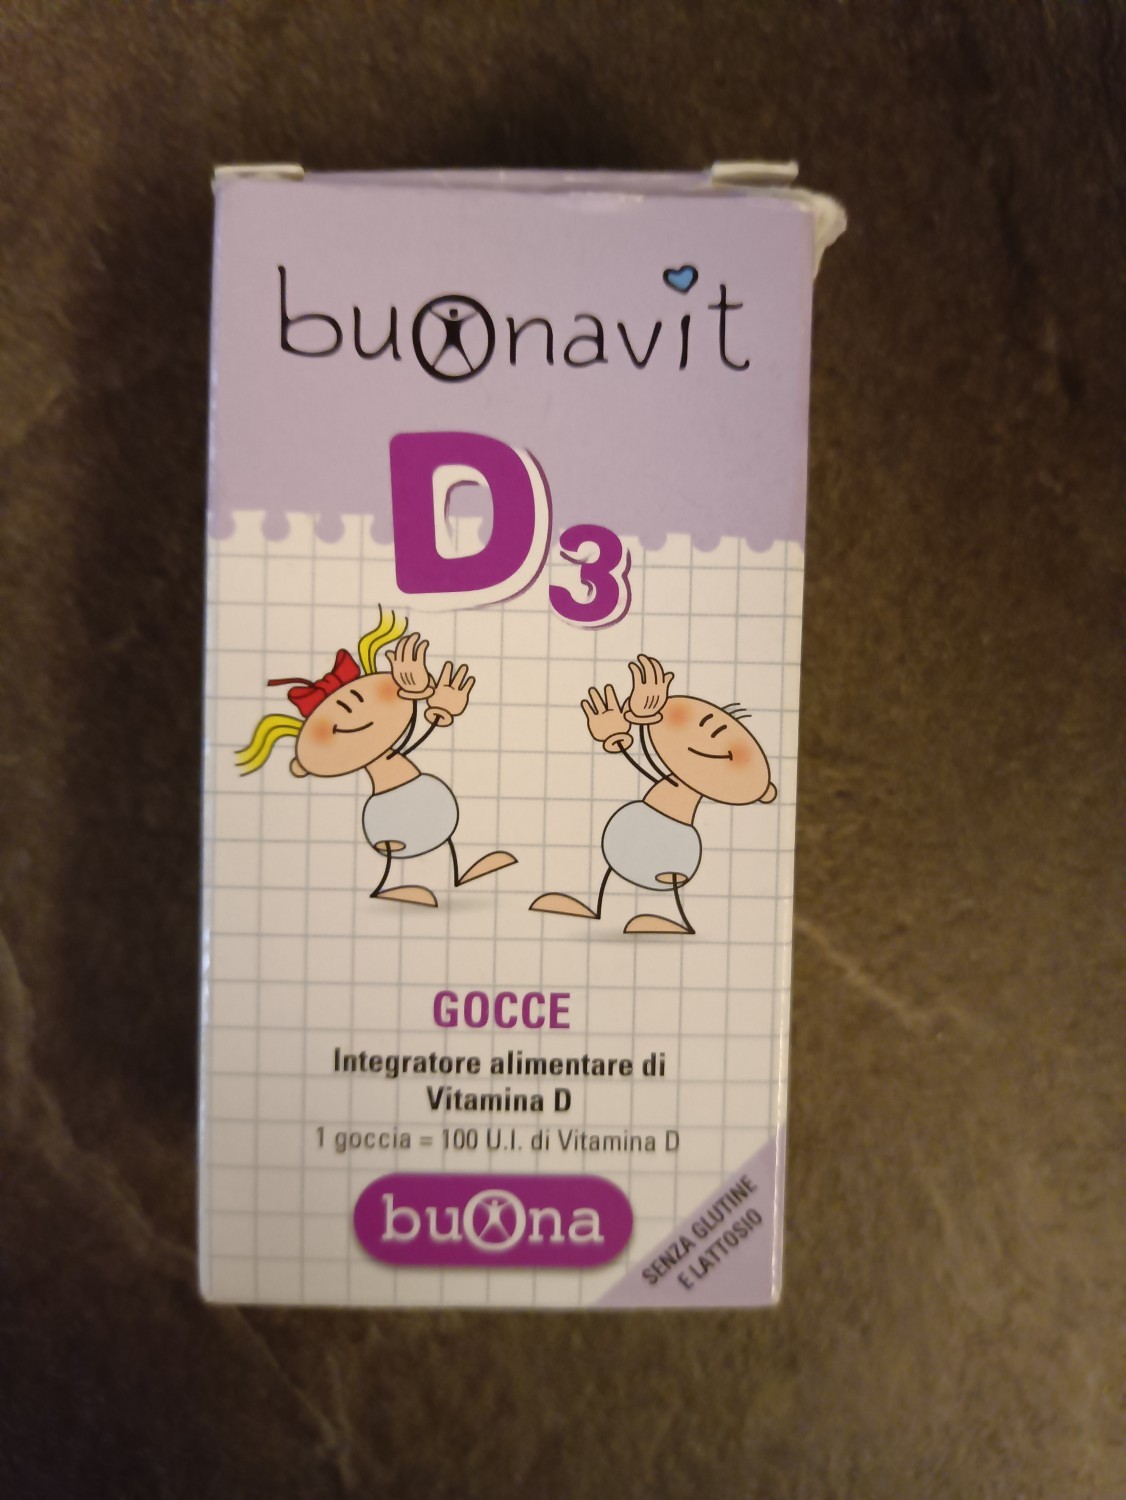 buonavit
D3
GOCCE
Integratore alimentare di
Vitamina D
1 goccia = 100 U.I. di Vitamina D
buona
SENZA GLUTINE
E LATTOSIO